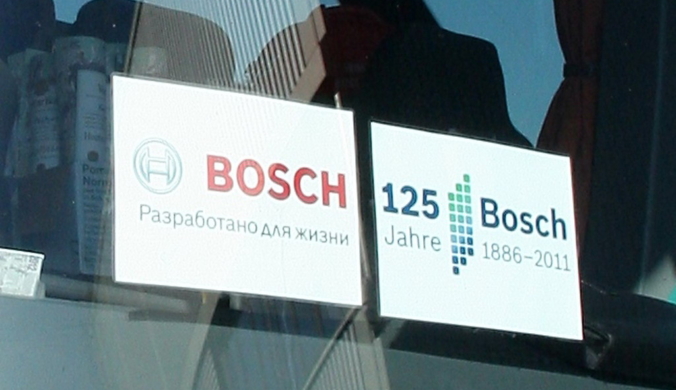 BOSCH
Разработано для жизни
125 Bosch
Jahre 1886–2011